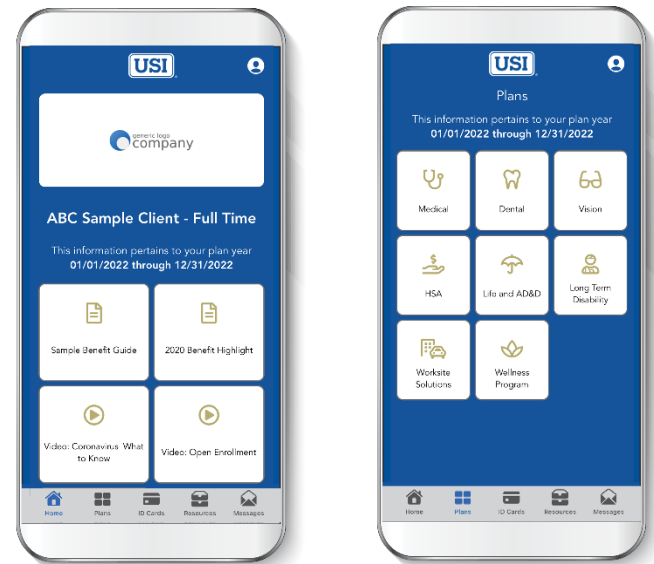 USI
generic logo
company
ABC Sample Client - Full Time
This information pertains to your plan year
01/01/2022 through 12/31/2022
Sample Benefit Guide
2020 Benefit Highlight
Video: Coronavirus What
to Know
Video: Open Enrollment
Home
Plans
ID Cards
Resources
Messages
USI
Plans
This information pertains to your plan year
01/01/2022 through 12/31/2022
Medical
Dental
Vision
HSA
Life and AD&D
Long Term
Disability
Worksite
Solutions
Wellness
Program
Home
Plans
ID Cards
Resources
Messages